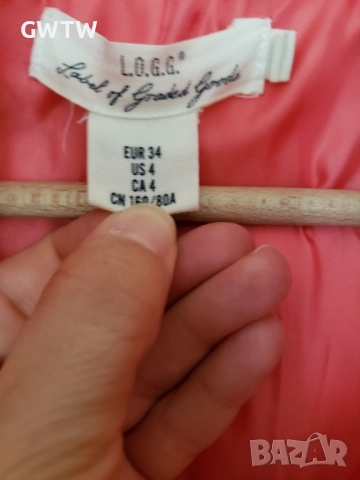 GWTW
L.O.G.G.®
Label of Graded Goods
EUR 34
US 4
CA 4
CN 160/80A
BAZAR